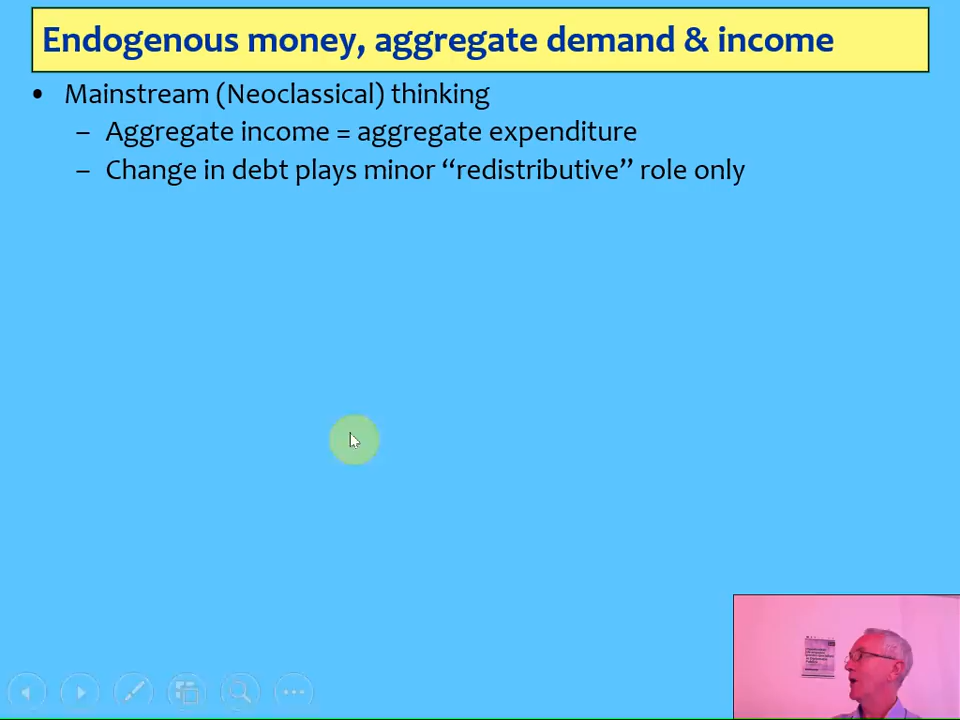 Endogenous money, aggregate demand & income
• Mainstream (Neoclassical) thinking
– Aggregate income = aggregate expenditure
– Change in debt plays minor “redistributive” role only